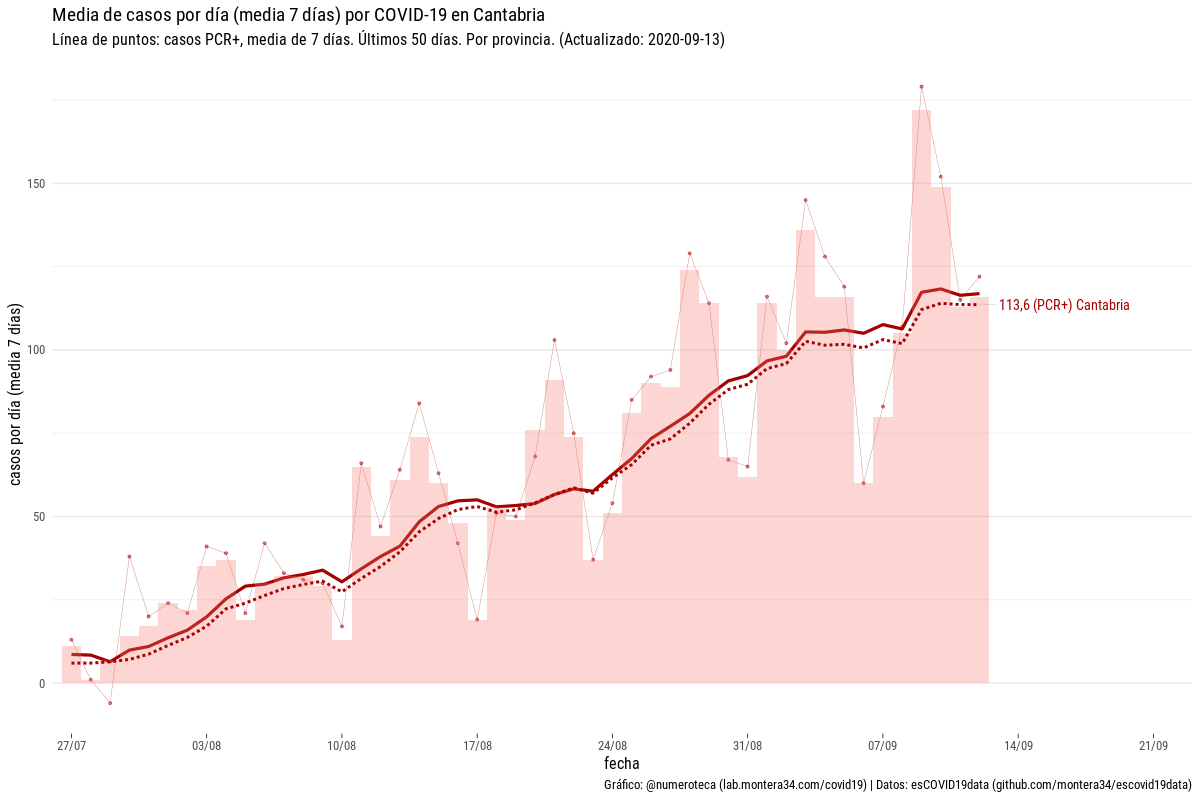 Media de casos por día (media 7 días) por COVID-19 en Cantabria
Línea de puntos: casos PCR+, media de 7 días. Últimos 50 días. Por provincia. (Actualizado: 2020-09-13)
casos por día (media 7 días)
150
100
50
0
113,6 (PCR+) Cantabria
27/07
03/08
10/08
17/08
24/08
31/08
07/09
14/09
21/09
fecha
Gráfico: @numeroteca (lab.montera34.com/covid19) | Datos: esCOVID19data (github.com/montera34/escovid19data)